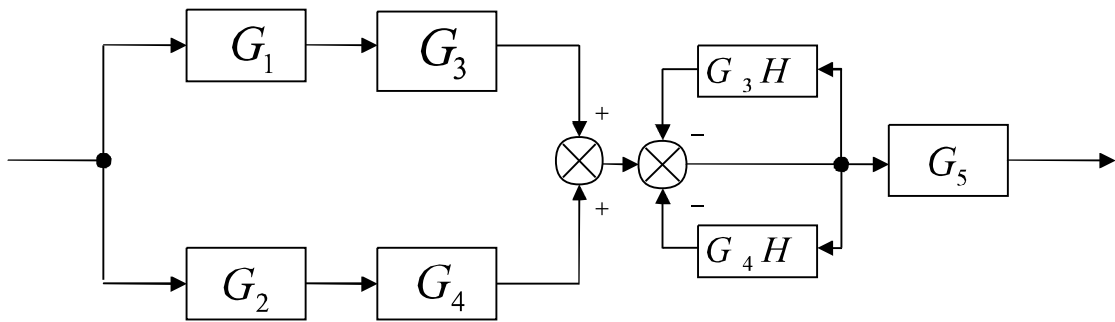 G₁
G₃
G₃H
+
−
G₅
+
−
G₂
G₄
G₄H